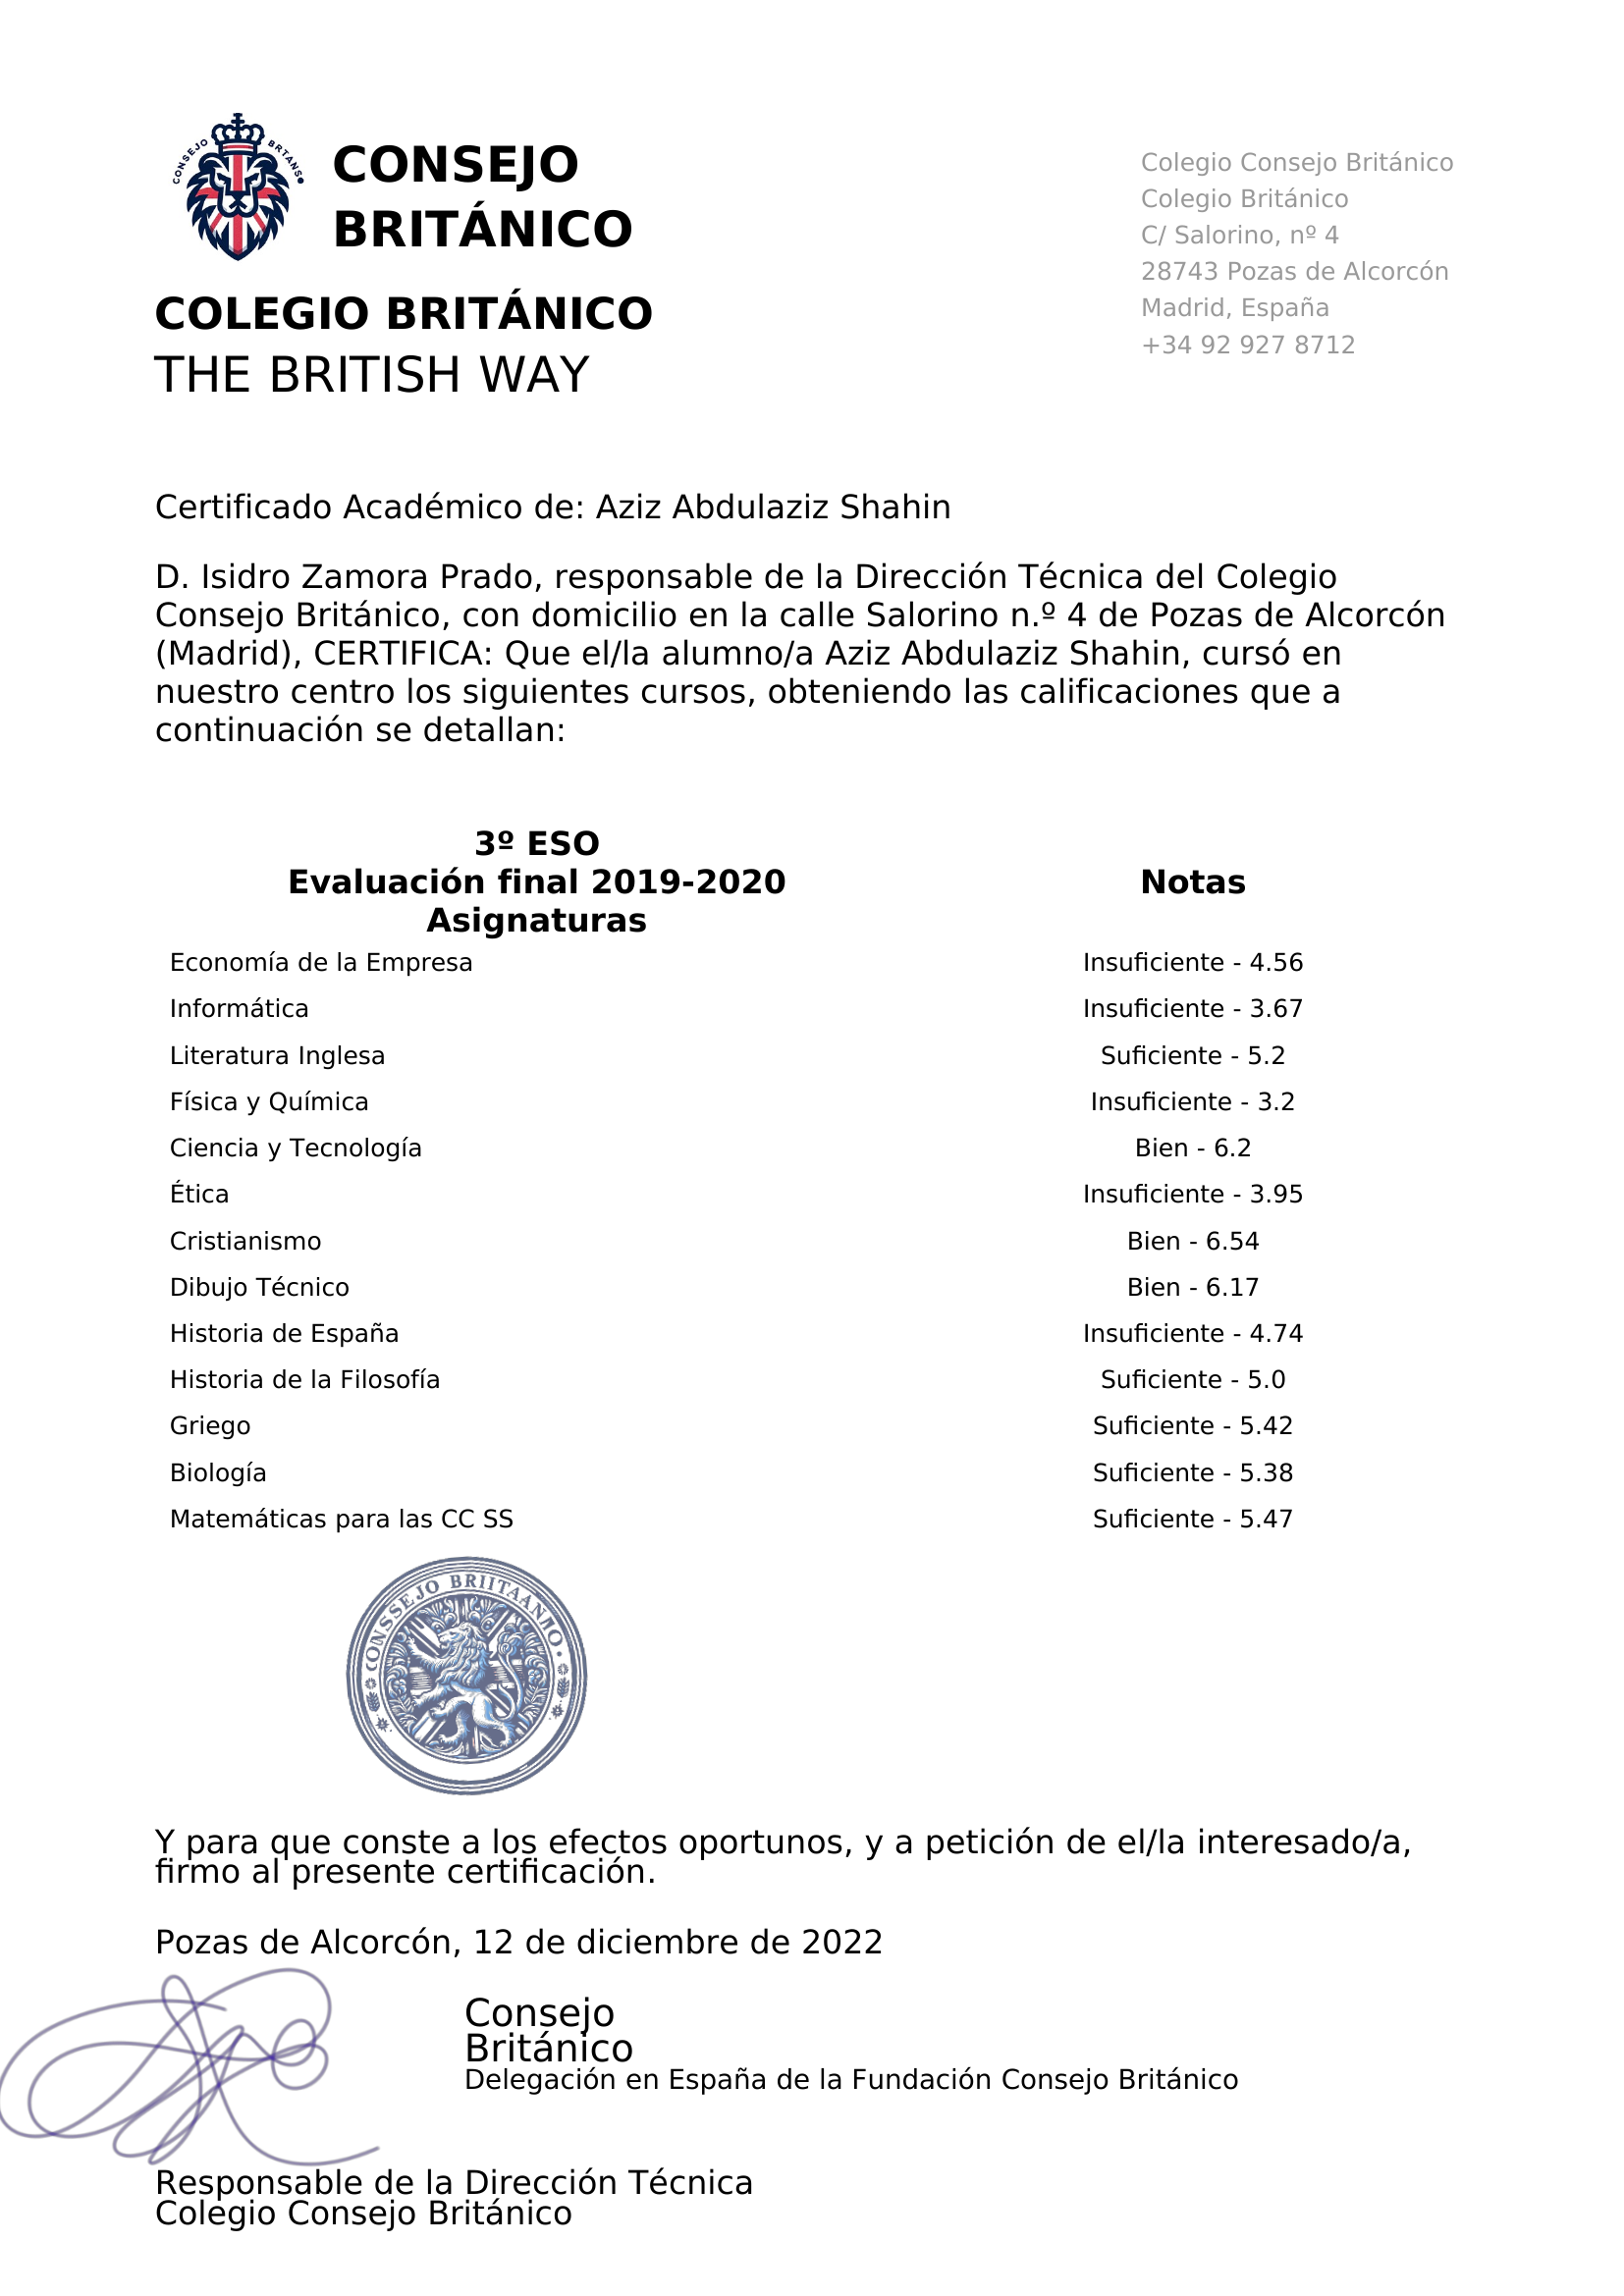 CONSEJO BRTANS
CONSEJO
BRITÁNICO
COLEGIO BRITÁNICO
THE BRITISH WAY
Colegio Consejo Británico
Colegio Británico
C/ Salorino, nº 4
28743 Pozas de Alcorcón
Madrid, España
+34 92 927 8712
Certificado Académico de: Aziz Abdulaziz Shahin
D. Isidro Zamora Prado, responsable de la Dirección Técnica del Colegio
Consejo Británico, con domicilio en la calle Salorino n.º 4 de Pozas de Alcorcón
(Madrid), CERTIFICA: Que el/la alumno/a Aziz Abdulaziz Shahin, cursó en
nuestro centro los siguientes cursos, obteniendo las calificaciones que a
continuación se detallan:
3º ESO
Evaluación final 2019-2020 Notas
Asignaturas
Economía de la Empresa Insuficiente - 4.56
Informática Insuficiente - 3.67
Literatura Inglesa Suficiente - 5.2
Física y Química Insuficiente - 3.2
Ciencia y Tecnología Bien - 6.2
Ética Insuficiente - 3.95
Cristianismo Bien - 6.54
Dibujo Técnico Bien - 6.17
Historia de España Insuficiente - 4.74
Historia de la Filosofía Suficiente - 5.0
Griego Suficiente - 5.42
Biología Suficiente - 5.38
Matemáticas para las CC SS Suficiente - 5.47
CONSSEJO BRIITAANNO
Y para que conste a los efectos oportunos, y a petición de el/la interesado/a,
firmo al presente certificación.
Pozas de Alcorcón, 12 de diciembre de 2022
Consejo
Británico
Delegación en España de la Fundación Consejo Británico
Responsable de la Dirección Técnica
Colegio Consejo Británico